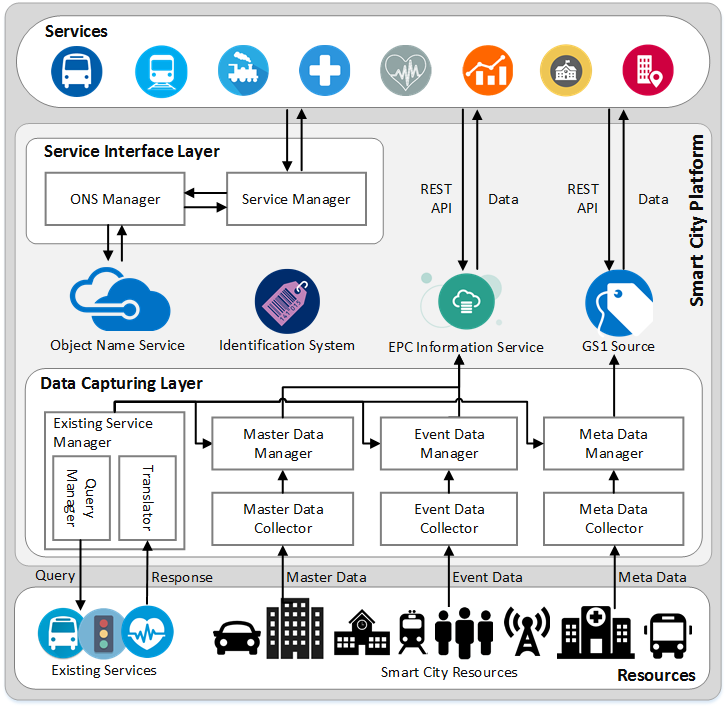 Services
Smart City Platform
Service Interface Layer
ONS Manager
Service Manager
REST
API
Data
REST
API
Data
Object Name Service
Identification System
EPC Information Service
GS1 Source
Data Capturing Layer
Existing Service
Manager
Query
Manager
Translator
Master Data
Manager
Event Data
Manager
Meta Data
Manager
Master Data
Collector
Event Data
Collector
Meta Data
Collector
Query
Response
Master Data
Event Data
Meta Data
Existing Services
Smart City Resources
Resources